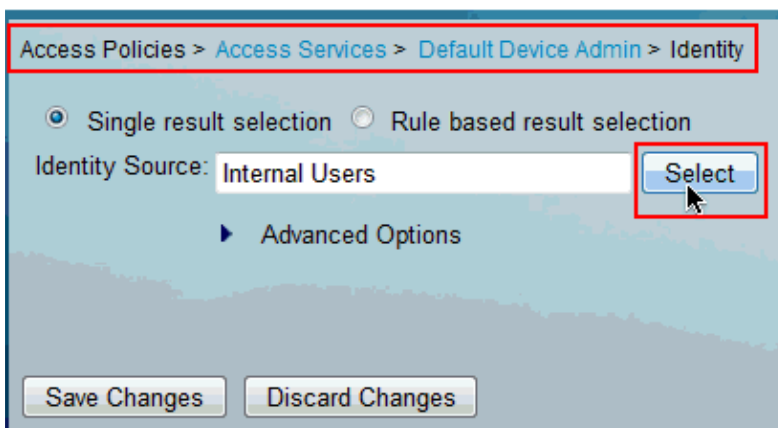 Access Policies > Access Services > Default Device Admin > Identity
Single result selection Rule based result selection
Identity Source: Internal Users Select
Advanced Options
Save Changes Discard Changes